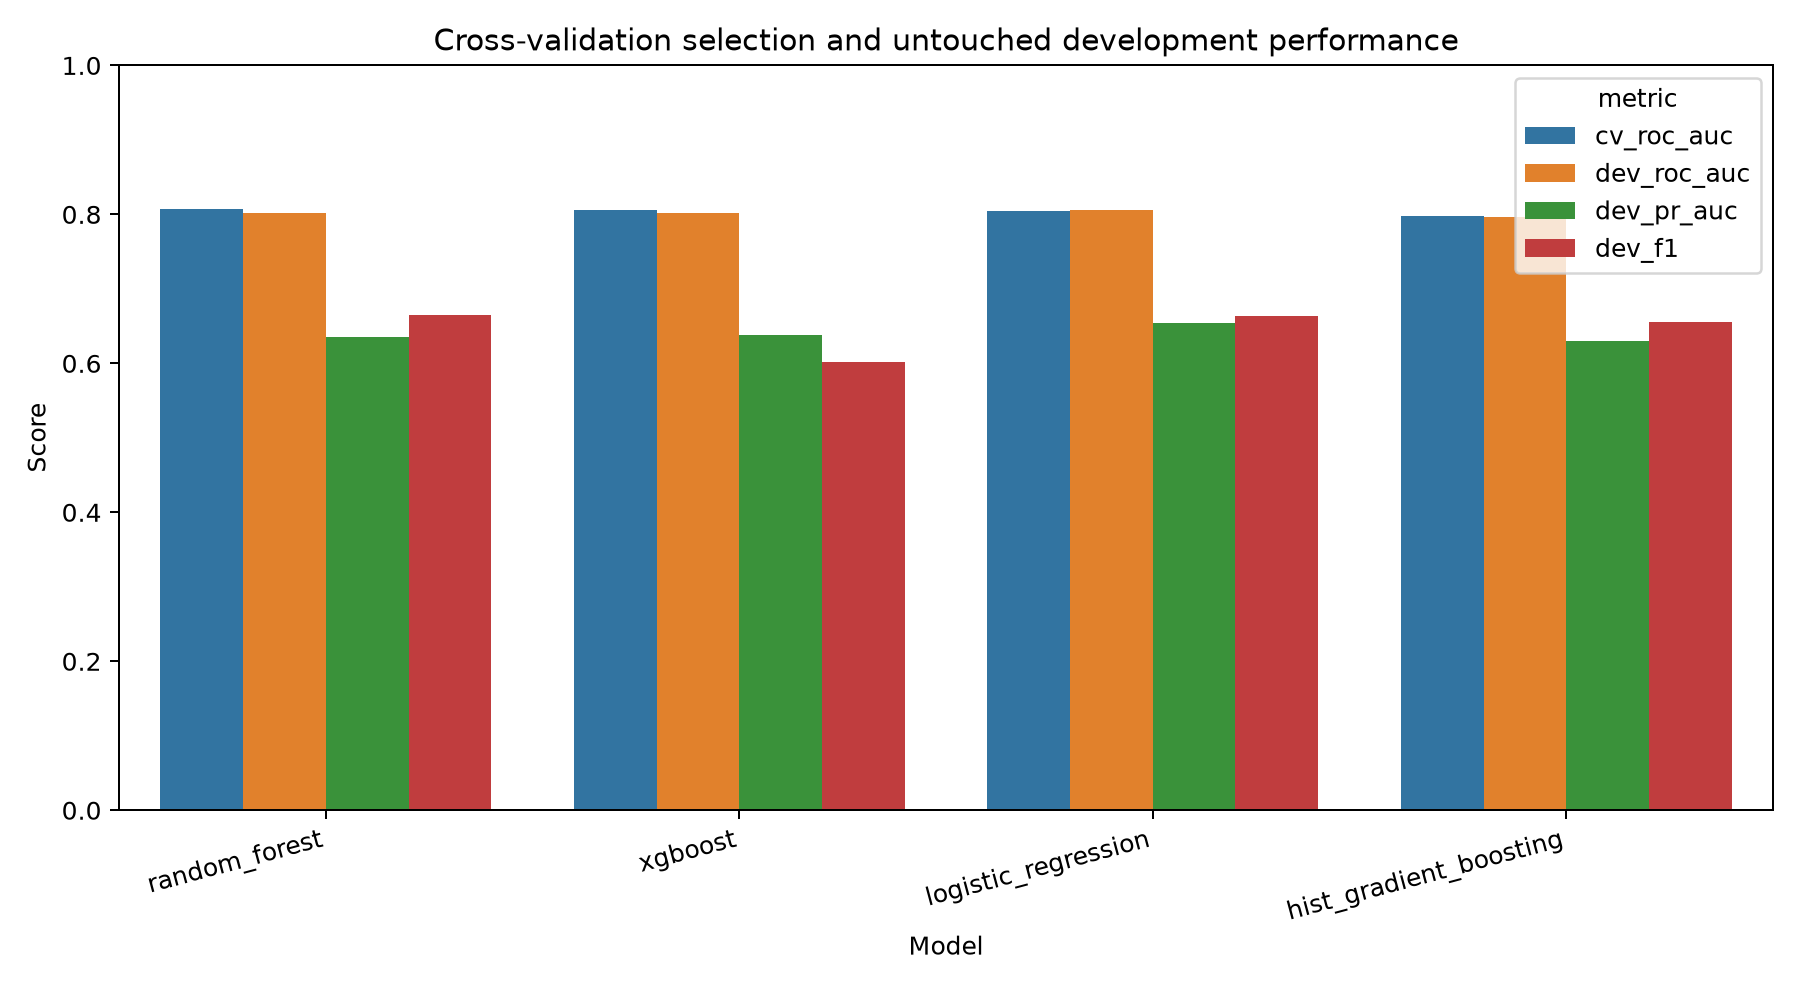 Cross-validation selection and untouched development performance
1.0
0.8
0.6
0.4
0.2
0.0
Score
metric
cv_roc_auc
dev_roc_auc
dev_pr_auc
dev_f1
random_forest
xgboost
logistic_regression
hist_gradient_boosting
Model